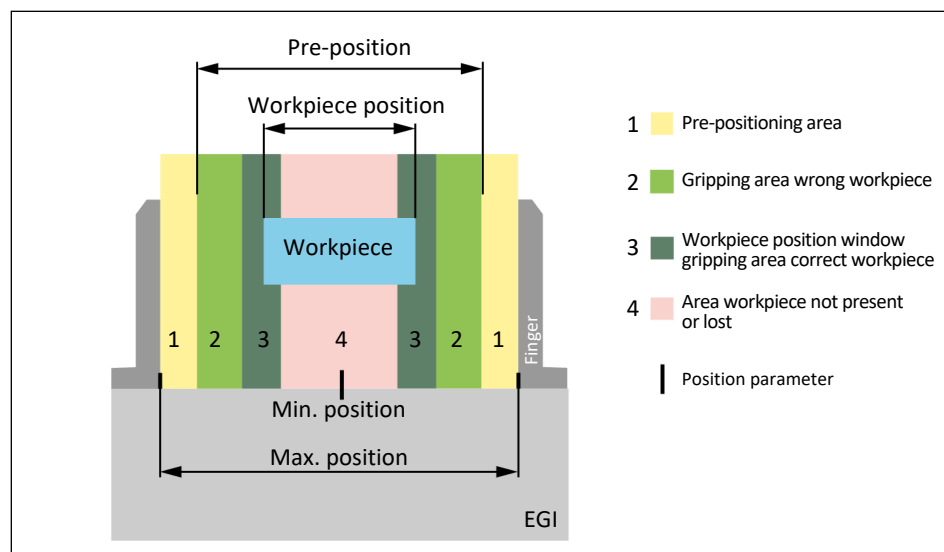 Pre-position
Workpiece position
Workpiece
1 2 3 4 3 2 1
Finger
Min. position
Max. position
EGI
1 Pre-positioning area
2 Gripping area wrong workpiece
3 Workpiece position window
gripping area correct workpiece
4 Area workpiece not present
or lost
Position parameter